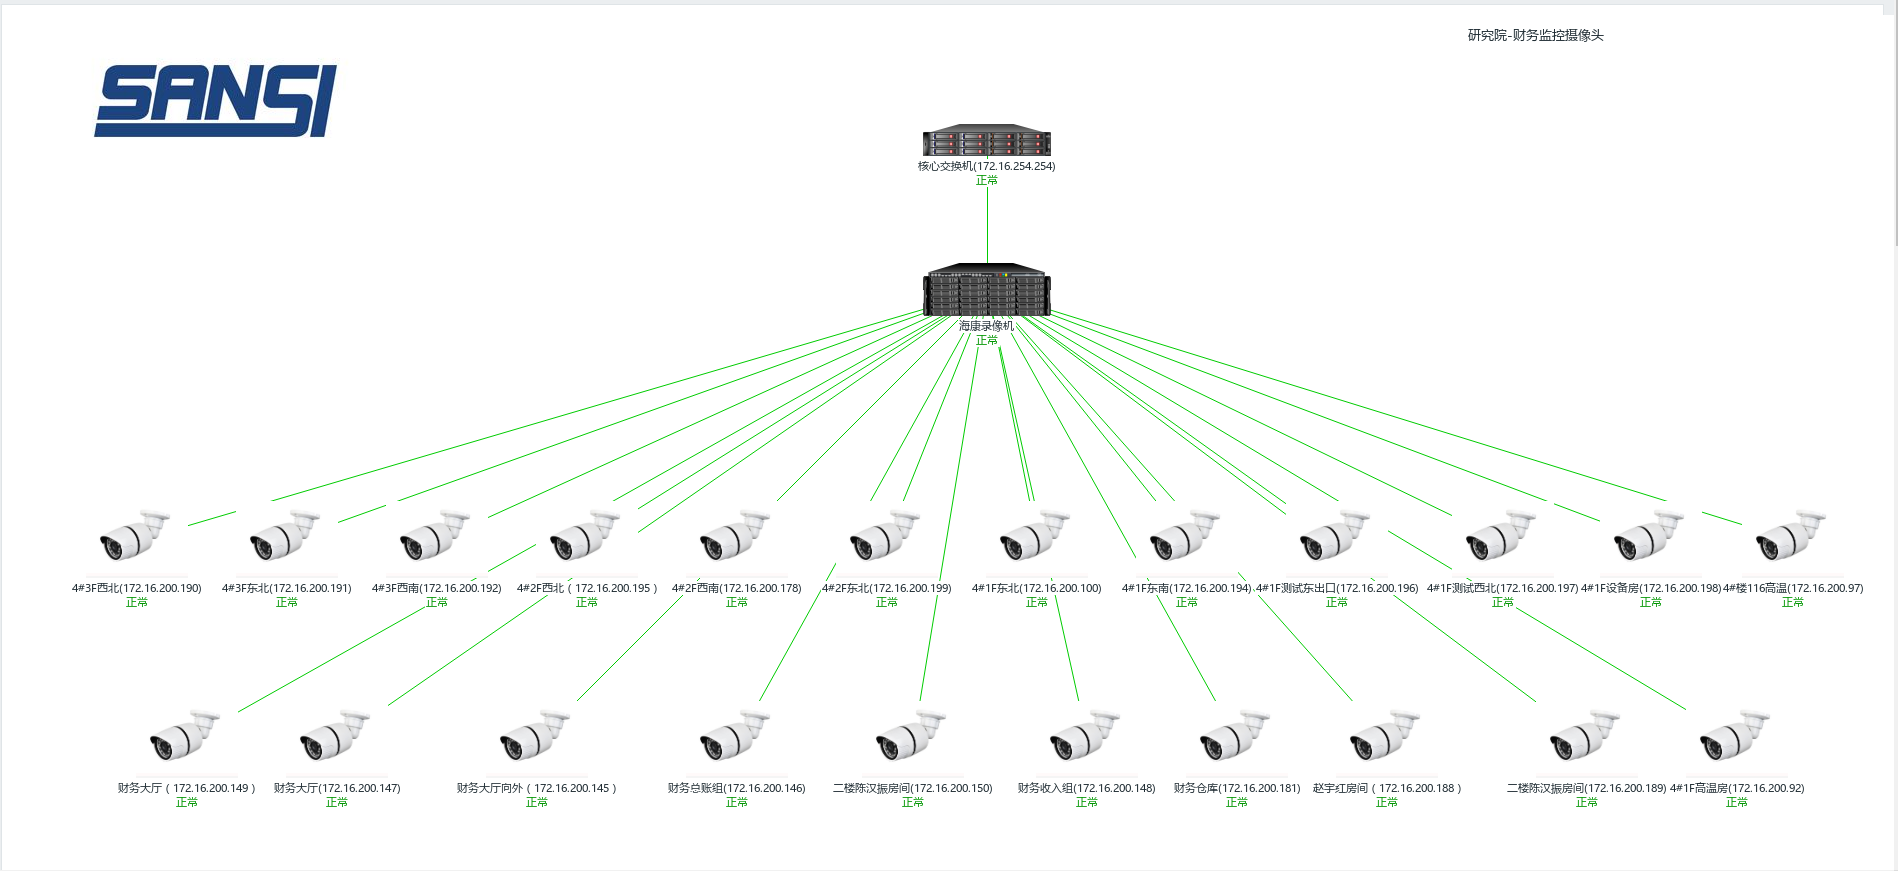 研究院-财务监控摄像头
SANSI
核心交换机(172.16.254.254)
正常
海康录像机
正常
4#3F西北(172.16.200.190)
正常
4#3F东北(172.16.200.191)
正常
4#3F西南(172.16.200.192)
正常
4#2F西北（172.16.200.195）
正常
4#2F西南(172.16.200.178)
正常
4#2F东北(172.16.200.199)
正常
4#1F东北(172.16.200.100)
正常
4#1F东南(172.16.200.194)
正常
4#1F测试东出口(172.16.200.196)
正常
4#1F测试西北(172.16.200.197)
正常
4#1F设备房(172.16.200.198)
正常
4#楼116高温(172.16.200.97)
正常
财务大厅（172.16.200.149）
正常
财务大厅(172.16.200.147)
正常
财务大厅向外（172.16.200.145）
正常
财务总账组(172.16.200.146)
正常
二楼陈汉振房间(172.16.200.150)
正常
财务收入组(172.16.200.148)
正常
财务仓库(172.16.200.181)
正常
赵宇红房间（172.16.200.188）
正常
二楼陈汉振房间(172.16.200.189)
正常
4#1F高温房(172.16.200.92)
正常